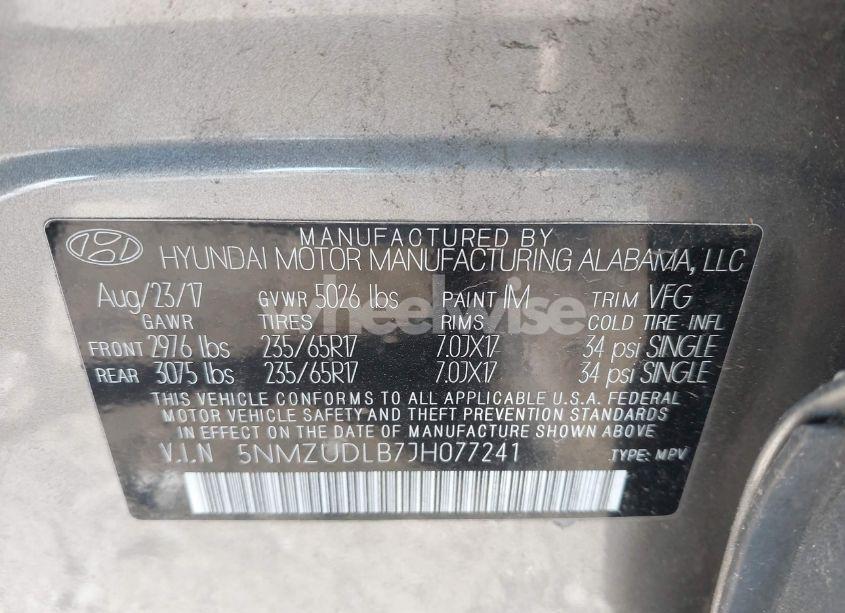 MANUFACTURED BY
HYUNDAI MOTOR MANUFACTURING ALABAMA, LLC
Aug/23/17 GVWR 5026 lbs PAINT IM TRIM VFG
GAWR TIRES RIMS COLD TIRE INFL
wheelwise
FRONT 2976 lbs 235/65R17 7.0JX17 34 psi SINGLE
REAR 3075 lbs 235/65R17 7.0JX17 34 psi SINGLE
THIS VEHICLE CONFORMS TO ALL APPLICABLE U.S.A. FEDERAL
MOTOR VEHICLE SAFETY AND THEFT PREVENTION STANDARDS
IN EFFECT ON THE DATE OF MANUFACTURE SHOWN ABOVE.
V.I.N 5NMZUDLB7JH077241 TYPE: MPV